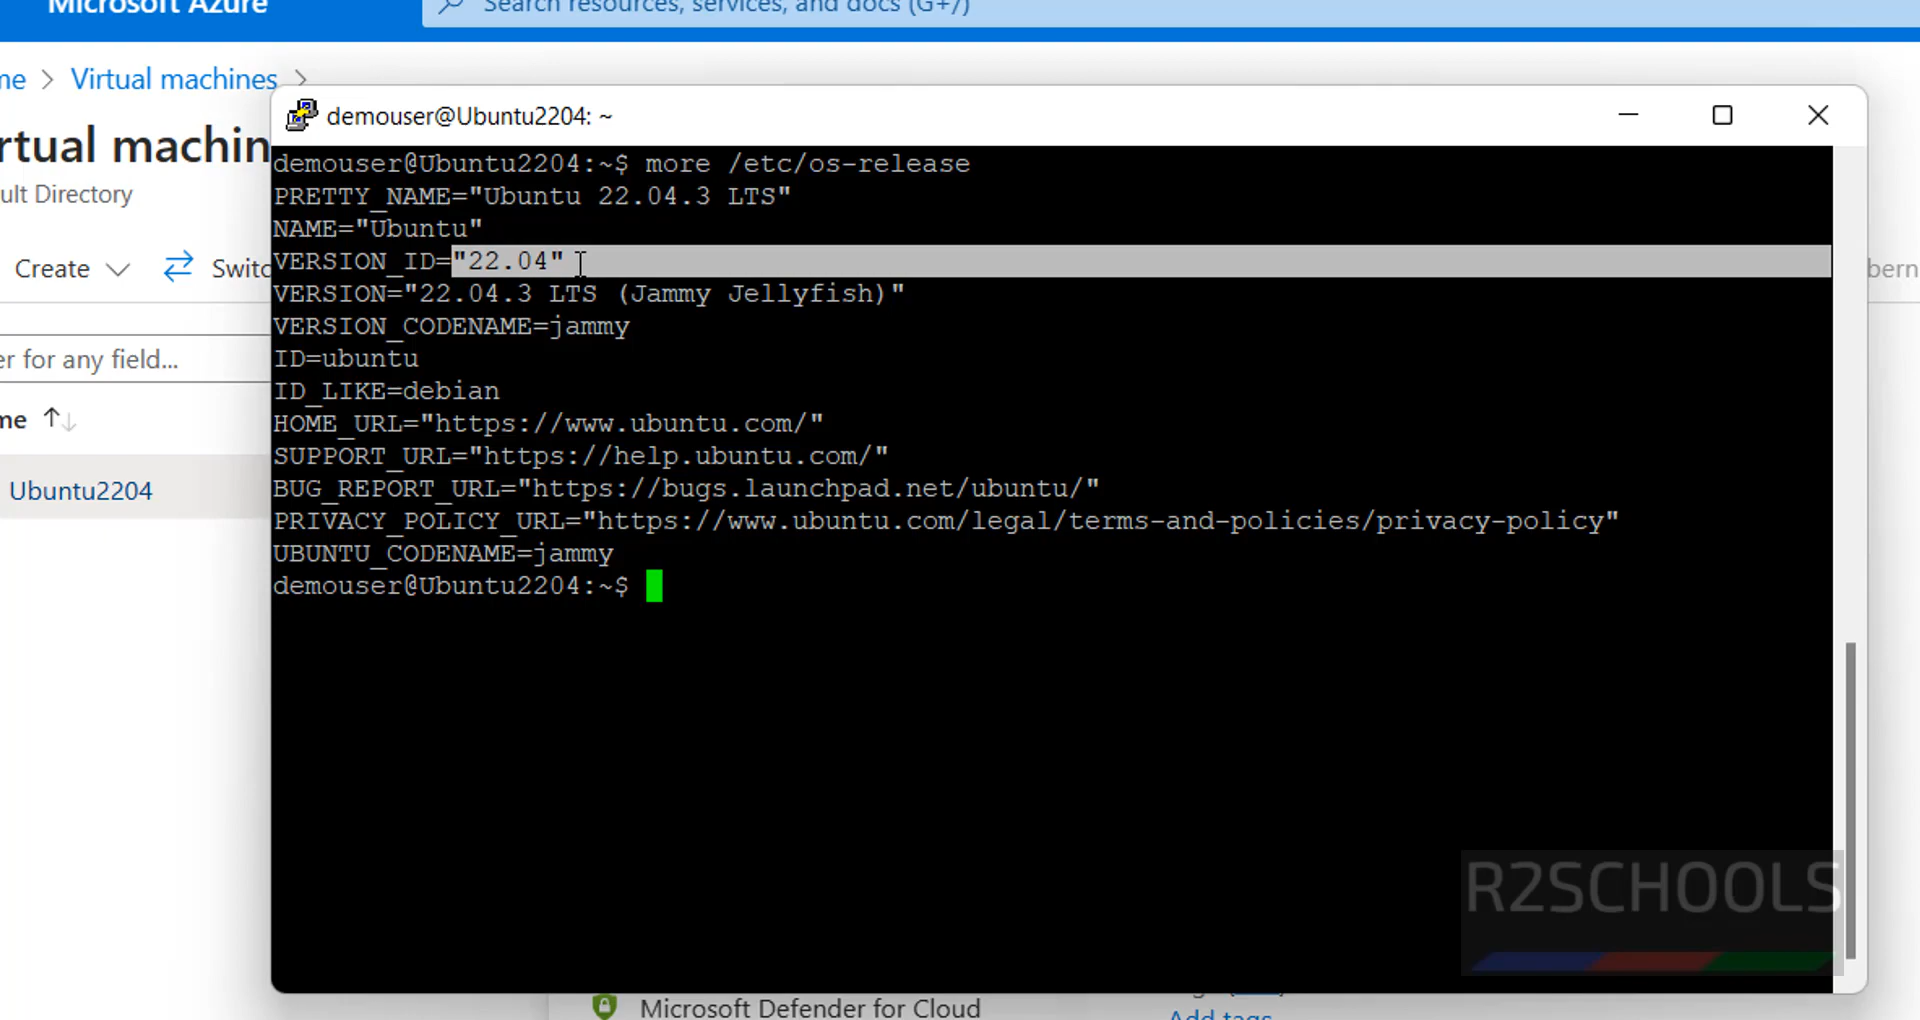 Microsoft Azure
Search resources, services, and docs (G+/)
me > Virtual machines >
rtual machin
ult Directory
Create
Switc
er for any field...
me
Ubuntu2204
demouser@Ubuntu2204: ~
demouser@Ubuntu2204:~$ more /etc/os-release
PRETTY_NAME="Ubuntu 22.04.3 LTS"
NAME="Ubuntu"
VERSION_ID="22.04"
VERSION="22.04.3 LTS (Jammy Jellyfish)"
VERSION_CODENAME=jammy
ID=ubuntu
ID_LIKE=debian
HOME_URL="https://www.ubuntu.com/"
SUPPORT_URL="https://help.ubuntu.com/"
BUG_REPORT_URL="https://bugs.launchpad.net/ubuntu/"
PRIVACY_POLICY_URL="https://www.ubuntu.com/legal/terms-and-policies/privacy-policy"
UBUNTU_CODENAME=jammy
demouser@Ubuntu2204:~$
bern
R2SCHOOLS
Microsoft Defender for Cloud
Add tags